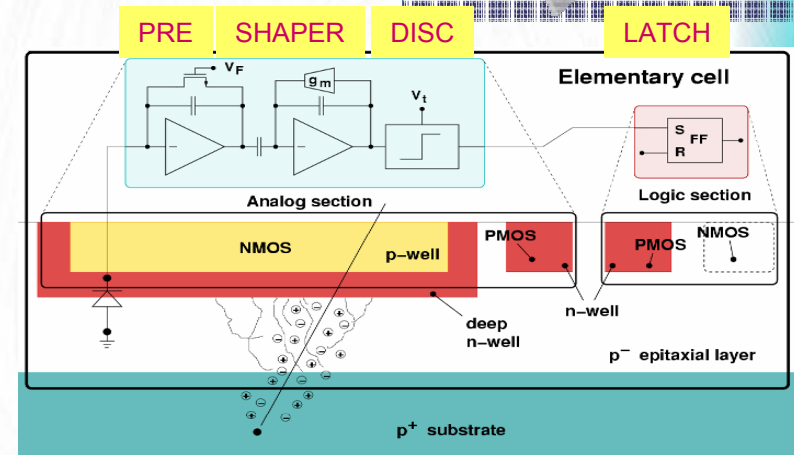 PRE SHAPER DISC LATCH
Elementary cell
V_F
g_m
V_t
S
FF
R
Analog section
Logic section
NMOS
p-well
PMOS
PMOS
NMOS
n-well
deep
n-well
p⁻ epitaxial layer
p⁺ substrate